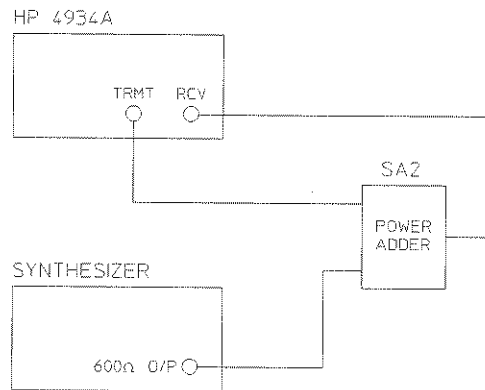 HP 4934A
TRMT RCV
SA2
POWER
ADDER
SYNTHESIZER
600Ω O/P